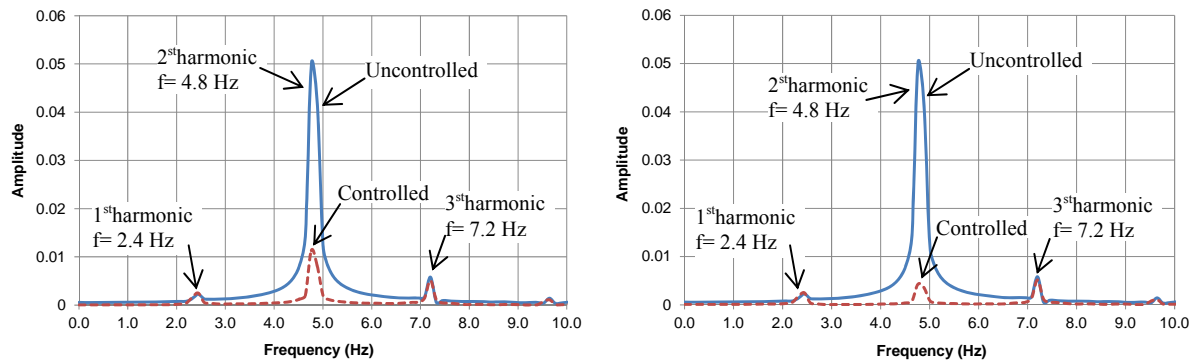 0.06
0.05
0.04
0.03
0.02
0.01
0
Amplitude
2ˢᵗharmonic
f= 4.8 Hz
Uncontrolled
Controlled
1ˢᵗharmonic
f= 2.4 Hz
3ˢᵗharmonic
f= 7.2 Hz
0.0 1.0 2.0 3.0 4.0 5.0 6.0 7.0 8.0 9.0 10.0
Frequency (Hz)
0.06
0.05
0.04
0.03
0.02
0.01
0
Amplitude
2ˢᵗharmonic
f= 4.8 Hz
Uncontrolled
Controlled
1ˢᵗharmonic
f= 2.4 Hz
3ˢᵗharmonic
f= 7.2 Hz
0.0 1.0 2.0 3.0 4.0 5.0 6.0 7.0 8.0 9.0 10.0
Frequency (Hz)